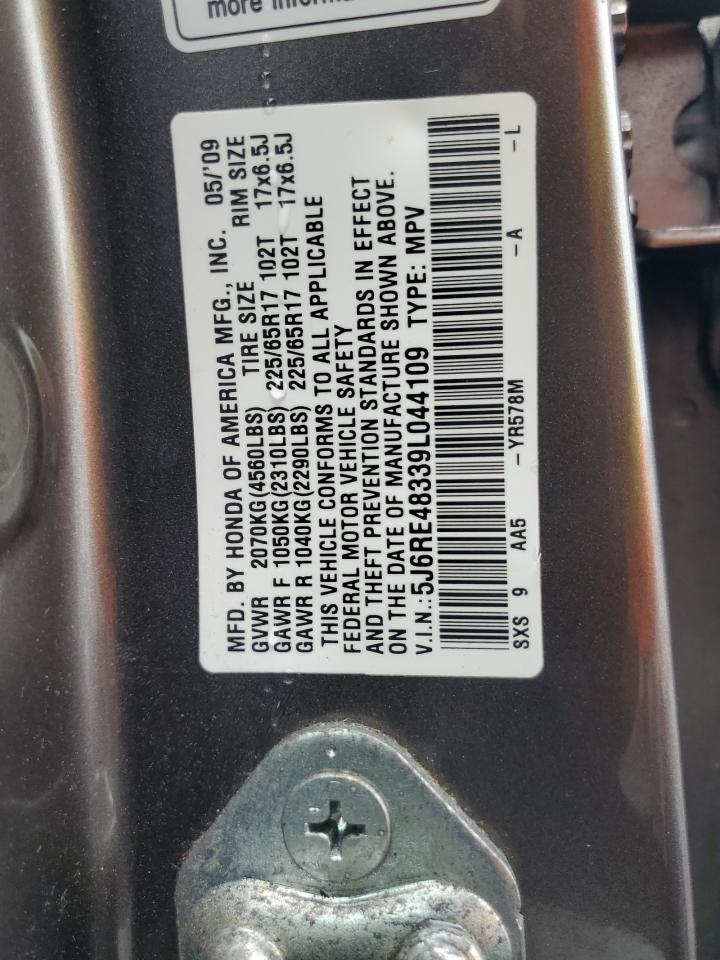 more informa
MFD. BY HONDA OF AMERICA MFG., INC. 05/'09
GVWR 2070KG(4560LBS) TIRE SIZE RIM SIZE
GAWR F 1050KG(2310LBS) 225/65R17 102T 17x6.5J
GAWR R 1040KG(2290LBS) 225/65R17 102T 17x6.5J
THIS VEHICLE CONFORMS TO ALL APPLICABLE
FEDERAL MOTOR VEHICLE SAFETY
AND THEFT PREVENTION STANDARDS IN EFFECT
ON THE DATE OF MANUFACTURE SHOWN ABOVE.
V.I.N.:5J6RE48339L044109 TYPE: MPV
SXS 9 AA5 -YR578M -A -L